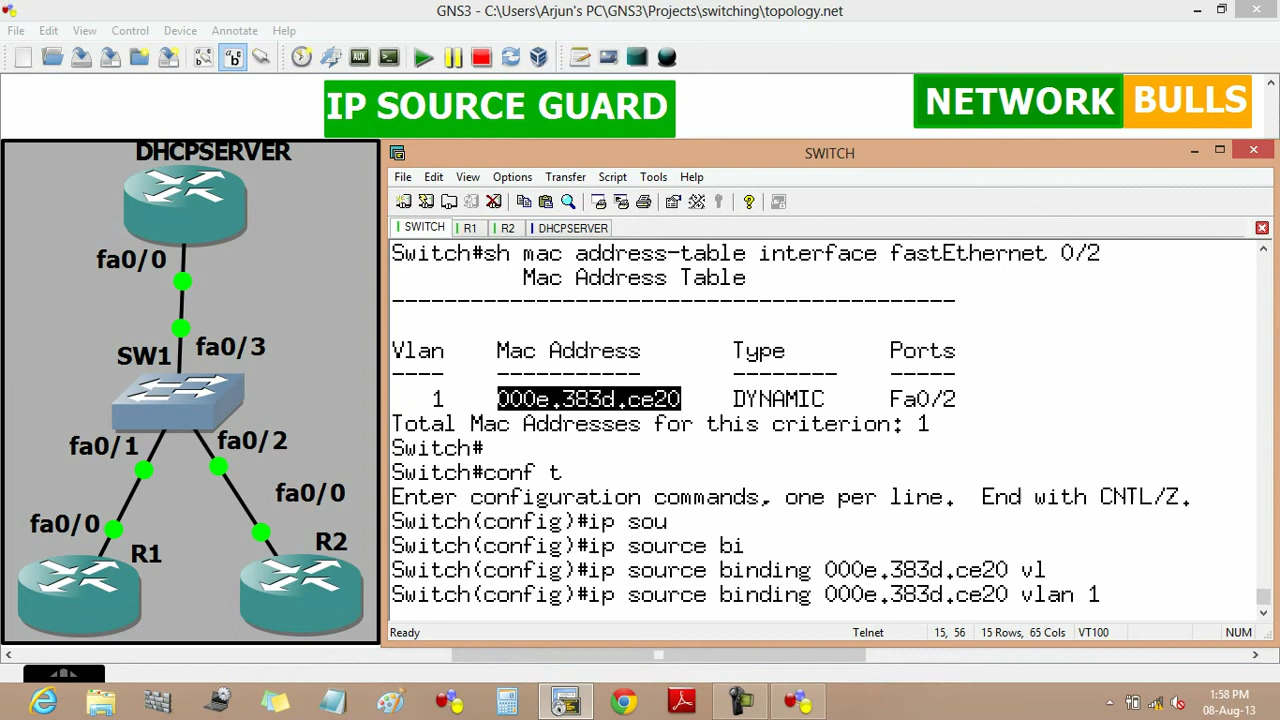 GNS3 - C:\Users\Arjun's PC\GNS3\Projects\switching\topology.net
File Edit View Control Device Annotate Help
IP SOURCE GUARD
NETWORK BULLS
DHCPSERVER
fa0/0
SW1
fa0/3
fa0/1
fa0/2
fa0/0
fa0/0
R1
R2
SWITCH
File Edit View Options Transfer Script Tools Help
SWITCH R1 R2 DHCPSERVER
Switch#sh mac address-table interface fastEthernet 0/2
Mac Address Table
-------------------------------------------
Vlan Mac Address Type Ports
---- ----------- -------- -----
1 000e.383d.ce20 DYNAMIC Fa0/2
Total Mac Addresses for this criterion: 1
Switch#
Switch#conf t
Enter configuration commands, one per line. End with CNTL/Z.
Switch(config)#ip sou
Switch(config)#ip source bi
Switch(config)#ip source binding 000e.383d.ce20 vl
Switch(config)#ip source binding 000e.383d.ce20 vlan 1
Ready Telnet 15, 56 15 Rows, 65 Cols VT100 NUM
1:58 PM
08-Aug-13